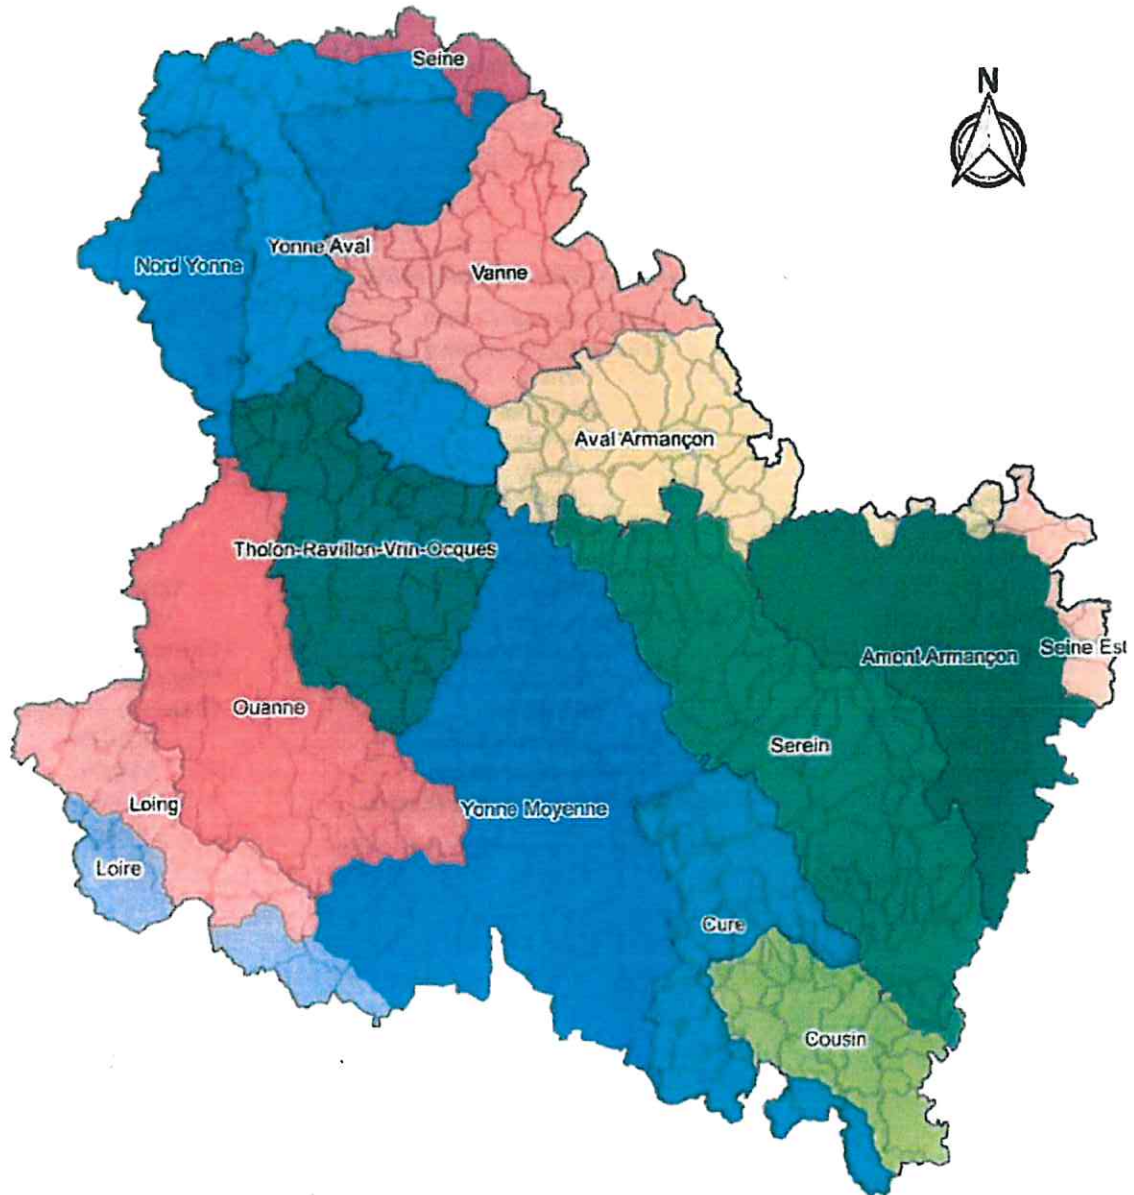 Seine
N
Yonne Aval
Nord Yonne
Vanne
Aval Armançon
Tholon-Ravillon-Vrin-Ocques
Seine Est
Amont Armançon
Ouanne
Serein
Loing
Yonne Moyenne
Loire
Cure
Cousin